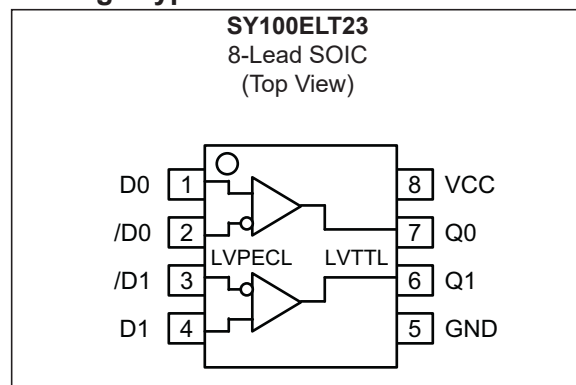 SY100ELT23
8-Lead SOIC
(Top View)
D0 1 8 VCC
/D0 2 7 Q0
LVPECL LVTTL
/D1 3 6 Q1
D1 4 5 GND